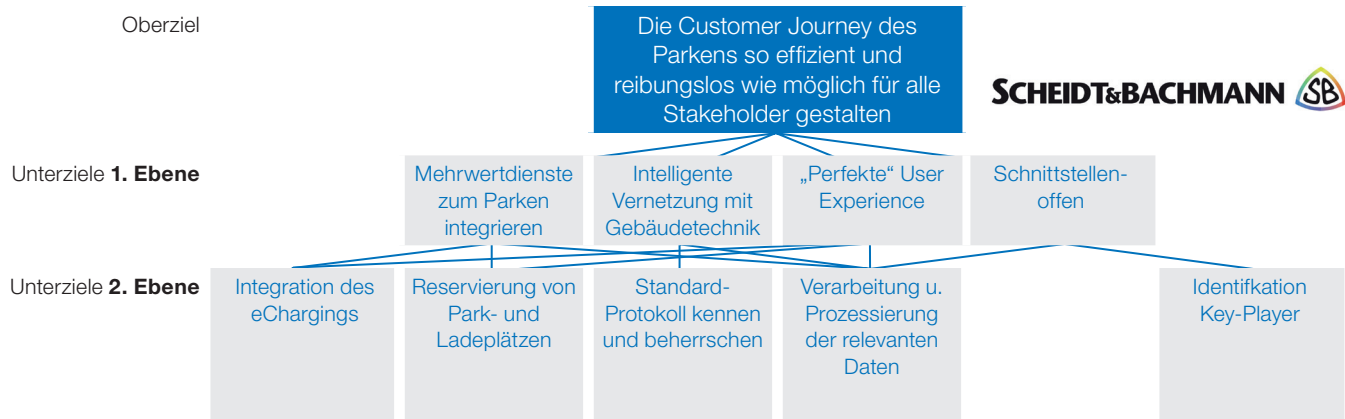 Oberziel
Die Customer Journey des
Parkens so effizient und
reibungslos wie möglich für alle
Stakeholder gestalten
SCHEIDT&BACHMANN SB
Unterziele 1. Ebene
Mehrwertdienste
zum Parken
integrieren
Intelligente
Vernetzung mit
Gebäudetechnik
„Perfekte“ User
Experience
Schnittstellen-
offen
Unterziele 2. Ebene
Integration des
eChargings
Reservierung von
Park- und
Ladeplätzen
Standard-
Protokoll kennen
und beherrschen
Verarbeitung u.
Prozessierung
der relevanten
Daten
Identifkation
Key-Player